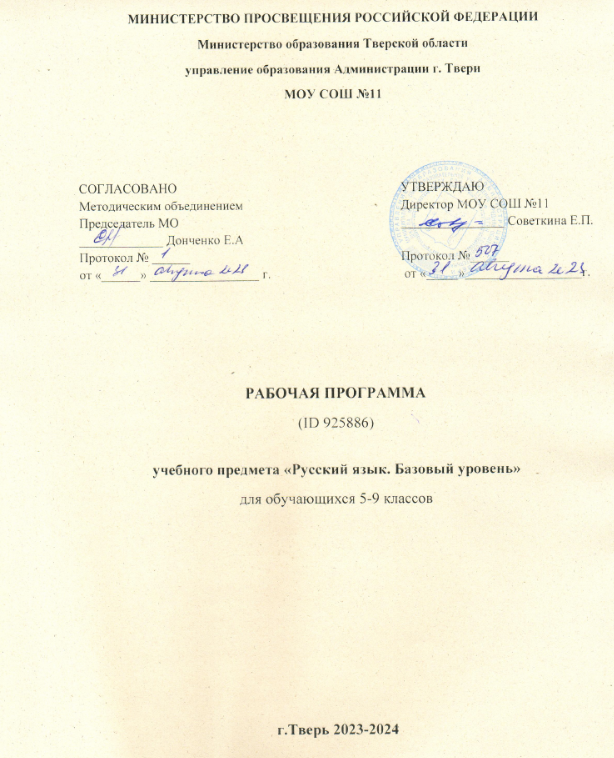 МИНИСТЕРСТВО ПРОСВЕЩЕНИЯ РОССИЙСКОЙ ФЕДЕРАЦИИ
Министерство образования Тверской области
управление образования Администрации г. Твери
МОУ СОШ №11
СОГЛАСОВАНО
Методическим объединением
Председатель МО
Донченко Е.А
Протокол № 1
от « 31 » августа г.
УТВЕРЖДАЮ
Директор МОУ СОШ №11
Советкина Е.П.
Протокол № 507
от « 31 » августа г.
РАБОЧАЯ ПРОГРАММА
(ID 925886)
учебного предмета «Русский язык. Базовый уровень»
для обучающихся 5-9 классов
г.Тверь 2023-2024